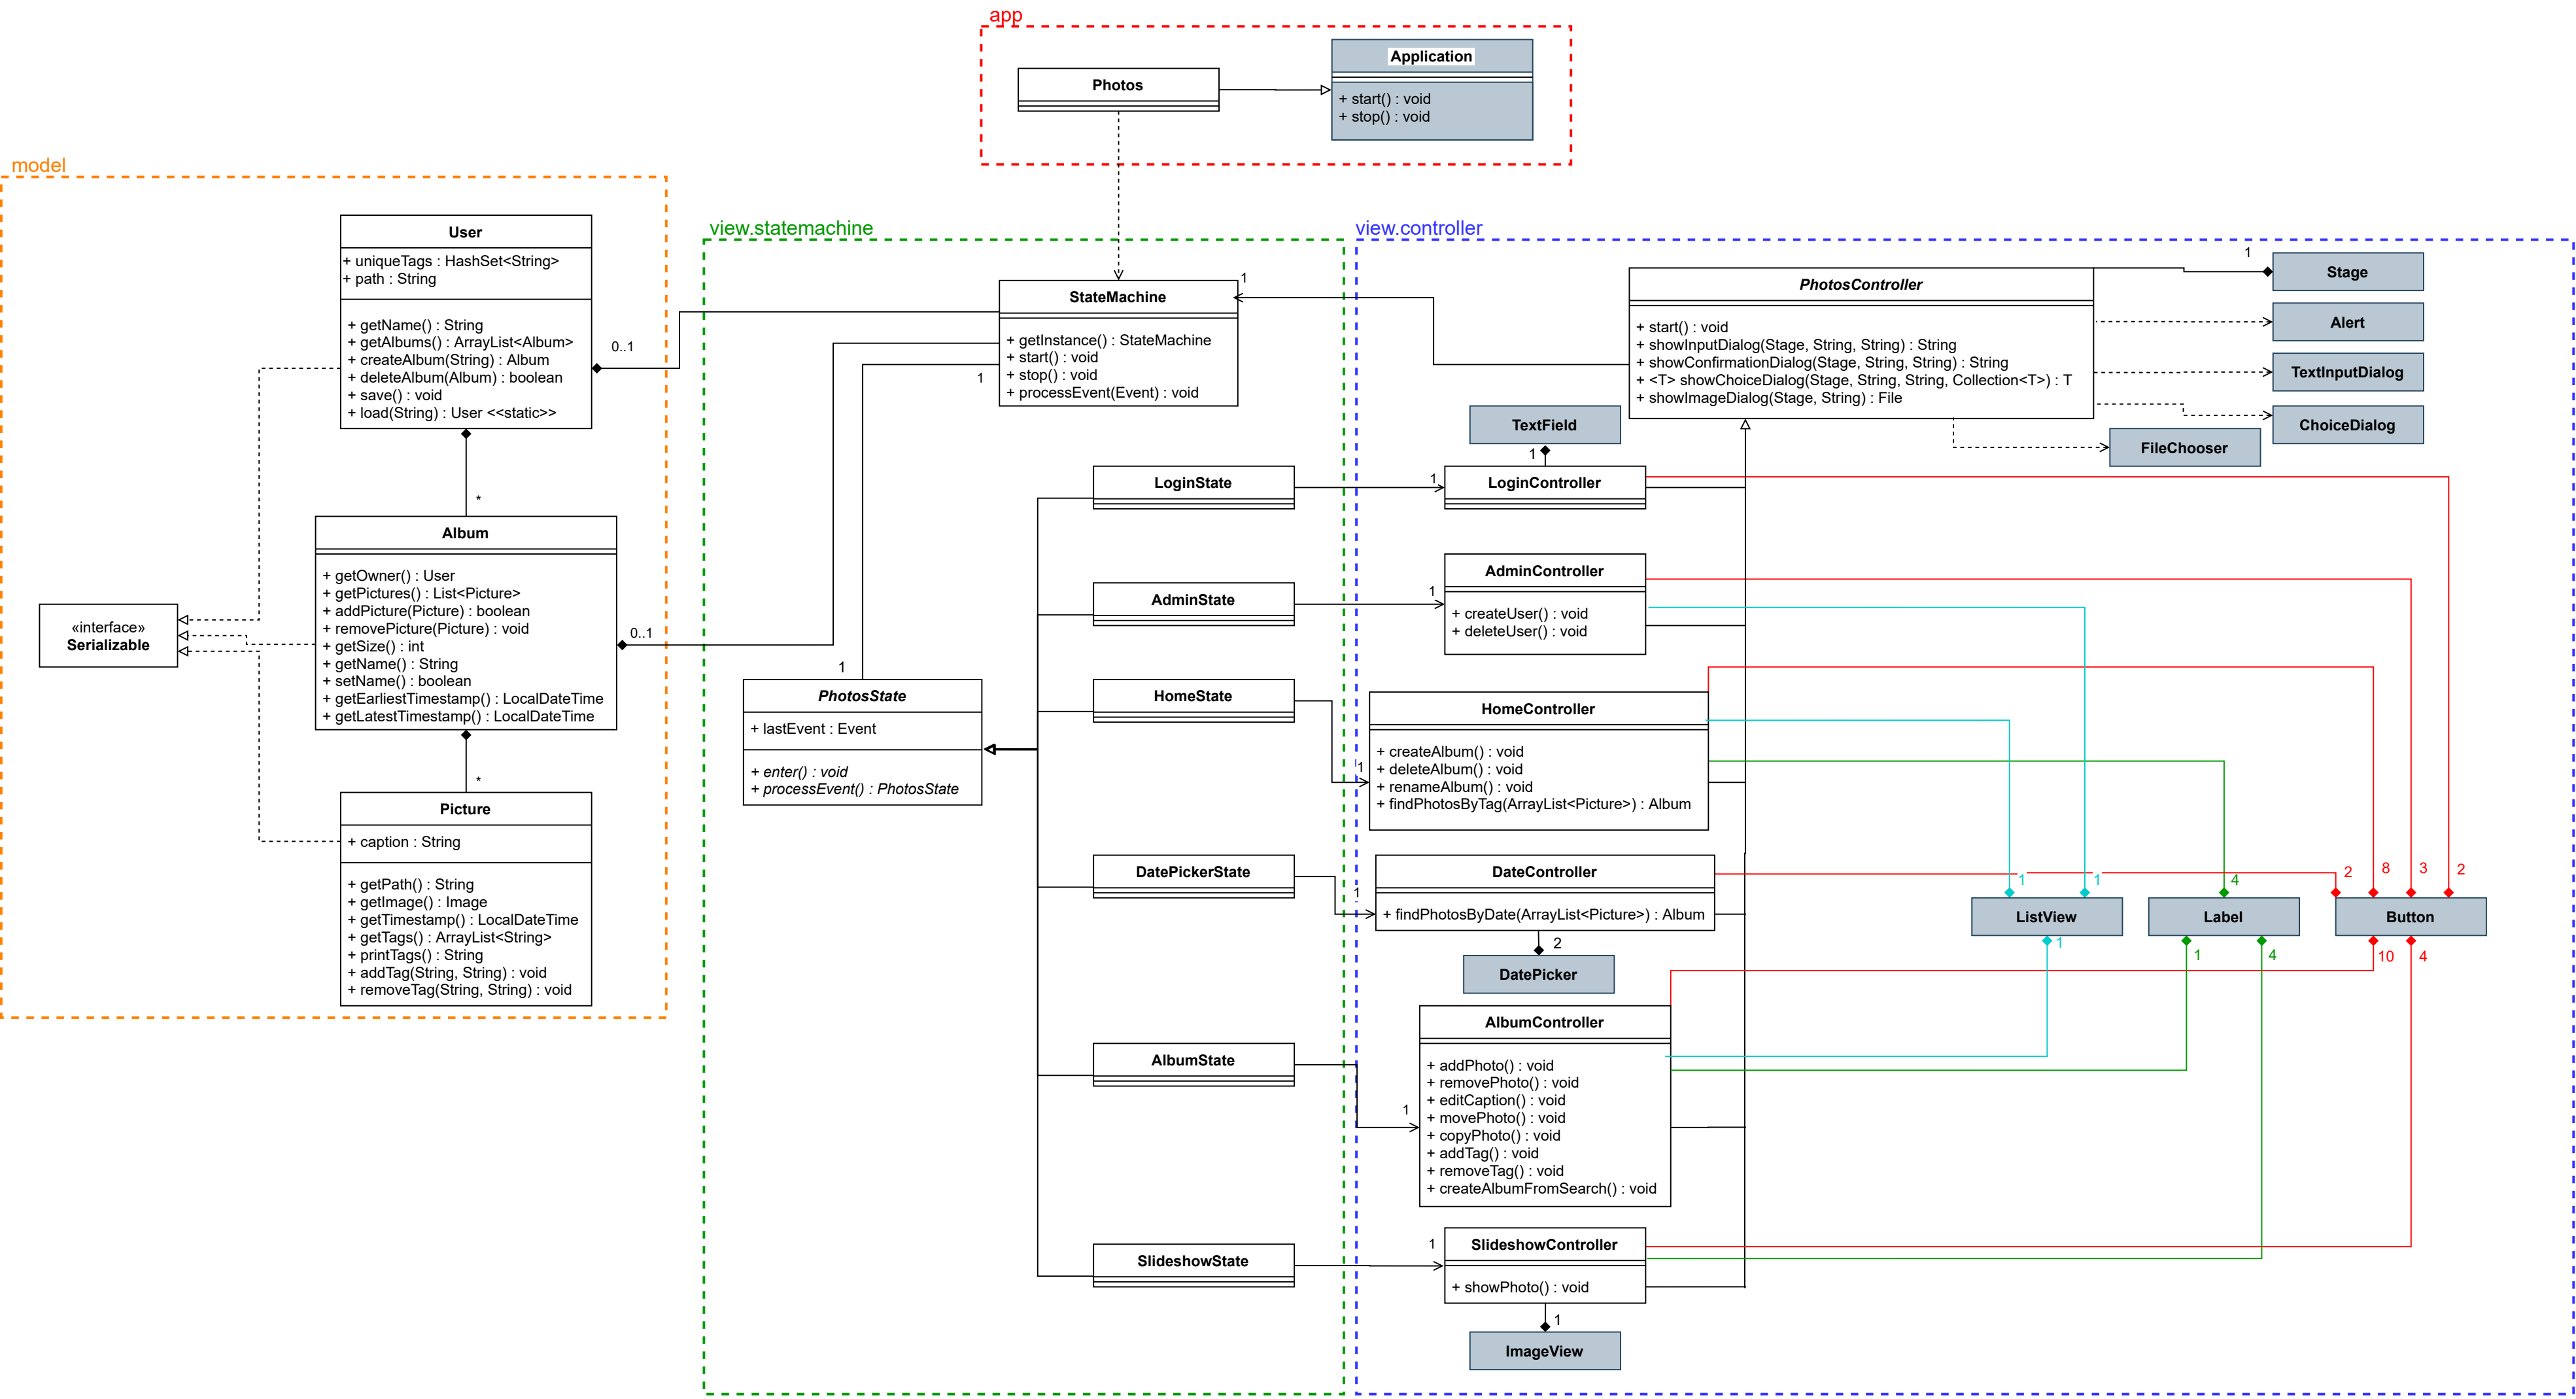 app
Photos
Application
+ start() : void
+ stop() : void
model
User
+ uniqueTags : HashSet<String>
+ path : String
+ getName() : String
+ getAlbums() : ArrayList<Album>
+ createAlbum(String) : Album
+ deleteAlbum(Album) : boolean
+ save() : void
+ load(String) : User <<static>>
0..1
*
Album
+ getOwner() : User
+ getPictures() : List<Picture>
+ addPicture(Picture) : boolean
+ removePicture(Picture) : void
+ getSize() : int
+ getName() : String
+ setName() : boolean
+ getEarliestTimestamp() : LocalDateTime
+ getLatestTimestamp() : LocalDateTime
0..1
«interface»
Serializable
*
Picture
+ caption : String
+ getPath() : String
+ getImage() : Image
+ getTimestamp() : LocalDateTime
+ getTags() : ArrayList<String>
+ printTags() : String
+ addTag(String, String) : void
+ removeTag(String, String) : void
view.statemachine
StateMachine
+ getInstance() : StateMachine
+ start() : void
+ stop() : void
+ processEvent(Event) : void
1
1
1
PhotosState
+ lastEvent : Event
+ enter() : void
+ processEvent() : PhotosState
LoginState
AdminState
HomeState
DatePickerState
AlbumState
SlideshowState
view.controller
PhotosController
+ start() : void
+ showInputDialog(Stage, String, String) : String
+ showConfirmationDialog(Stage, String, String) : String
+ <T> showChoiceDialog(Stage, String, String, Collection<T>) : T
+ showImageDialog(Stage, String) : File
1
Stage
Alert
TextInputDialog
ChoiceDialog
FileChooser
TextField
1
1
LoginController
1
AdminController
+ createUser() : void
+ deleteUser() : void
1
HomeController
+ createAlbum() : void
+ deleteAlbum() : void
+ renameAlbum() : void
+ findPhotosByTag(ArrayList<Picture>) : Album
1
DateController
+ findPhotosByDate(ArrayList<Picture>) : Album
2
DatePicker
1
1
4
2
8
3
2
ListView
Label
Button
1
1
4
10
4
1
AlbumController
+ addPhoto() : void
+ removePhoto() : void
+ editCaption() : void
+ movePhoto() : void
+ copyPhoto() : void
+ addTag() : void
+ removeTag() : void
+ createAlbumFromSearch() : void
1
SlideshowController
+ showPhoto() : void
1
ImageView